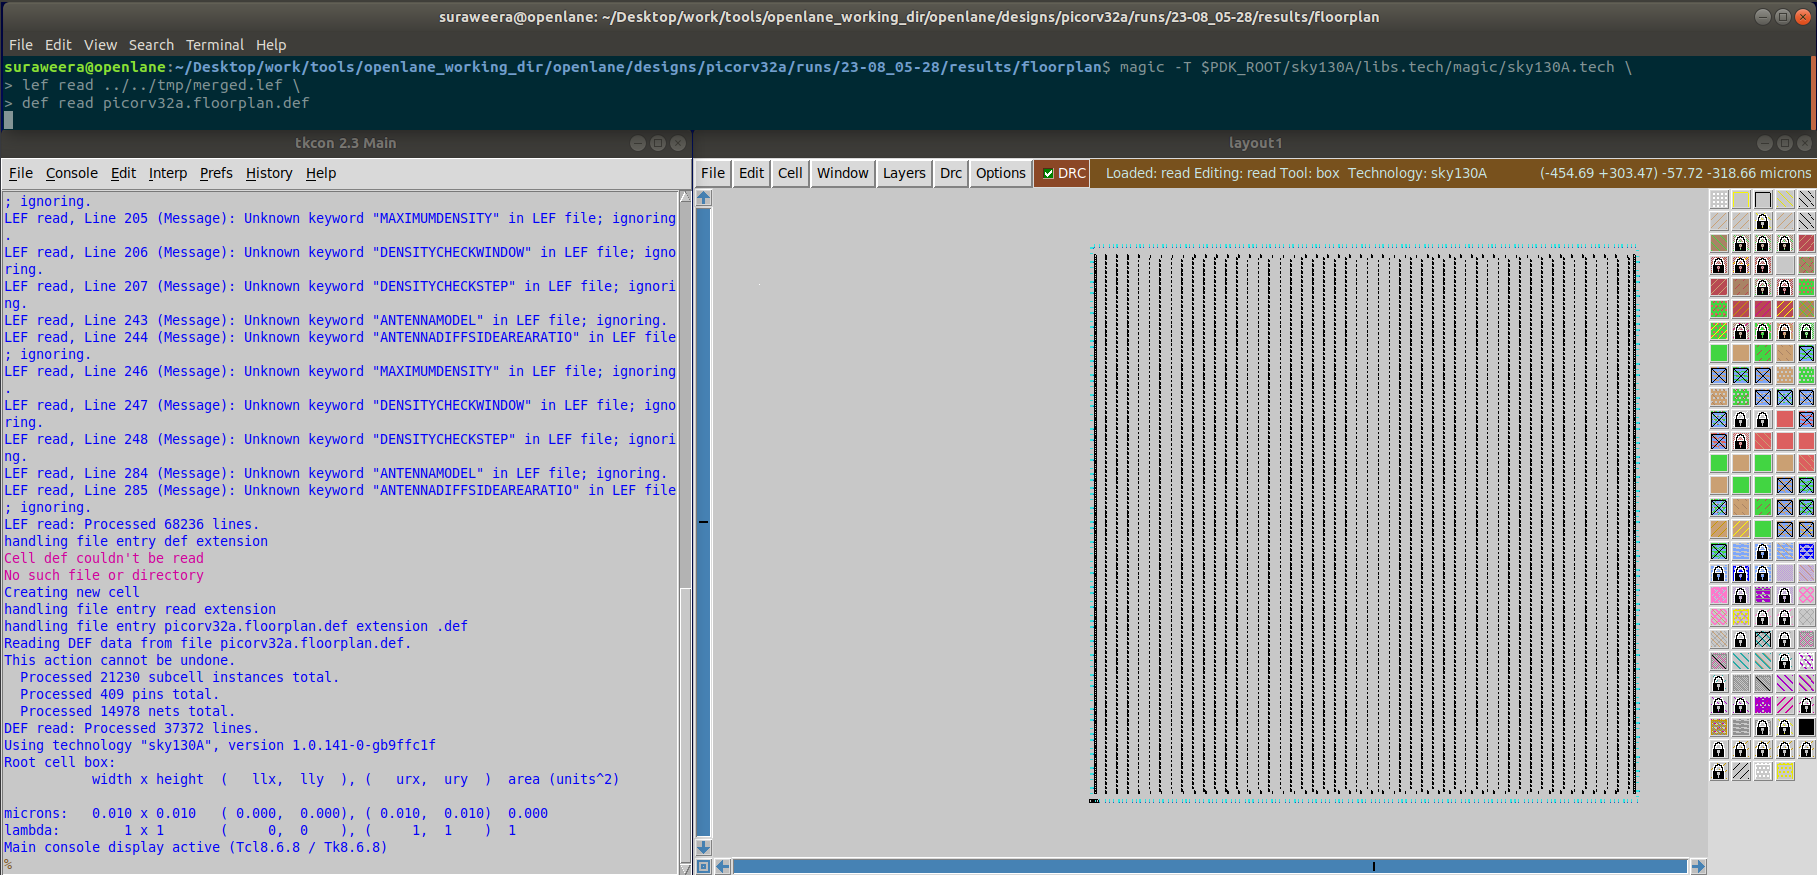 suraweera@openlane: ~/Desktop/work/tools/openlane_working_dir/openlane/designs/picorv32a/runs/23-08_05-28/results/floorplan
File Edit View Search Terminal Help
suraweera@openlane:~/Desktop/work/tools/openlane_working_dir/openlane/designs/picorv32a/runs/23-08_05-28/results/floorplan$ magic -T $PDK_ROOT/sky130A/libs.tech/magic/sky130A.tech \
> lef read ../../tmp/merged.lef \
> def read picorv32a.floorplan.def
tkcon 2.3 Main
File Console Edit Interp Prefs History Help
; ignoring.
LEF read, Line 205 (Message): Unknown keyword "MAXIMUMDENSITY" in LEF file; ignoring
.
LEF read, Line 206 (Message): Unknown keyword "DENSITYCHECKWINDOW" in LEF file; igno
ring.
LEF read, Line 207 (Message): Unknown keyword "DENSITYCHECKSTEP" in LEF file; ignori
ng.
LEF read, Line 243 (Message): Unknown keyword "ANTENNAMODEL" in LEF file; ignoring.
LEF read, Line 244 (Message): Unknown keyword "ANTENNADIFFSIDEAREARATIO" in LEF file
; ignoring.
LEF read, Line 246 (Message): Unknown keyword "MAXIMUMDENSITY" in LEF file; ignoring
.
LEF read, Line 247 (Message): Unknown keyword "DENSITYCHECKWINDOW" in LEF file; igno
ring.
LEF read, Line 248 (Message): Unknown keyword "DENSITYCHECKSTEP" in LEF file; ignori
ng.
LEF read, Line 284 (Message): Unknown keyword "ANTENNAMODEL" in LEF file; ignoring.
LEF read, Line 285 (Message): Unknown keyword "ANTENNADIFFSIDEAREARATIO" in LEF file
; ignoring.
LEF read: Processed 68236 lines.
handling file entry def extension
Cell def couldn't be read
No such file or directory
Creating new cell
handling file entry read extension
handling file entry picorv32a.floorplan.def extension .def
Reading DEF data from file picorv32a.floorplan.def.
This action cannot be undone.
Processed 21230 subcell instances total.
Processed 409 pins total.
Processed 14978 nets total.
DEF read: Processed 37372 lines.
Using technology "sky130A", version 1.0.141-0-gb9ffc1f
Root cell box:
width x height ( llx, lly ), ( urx, ury ) area (units^2)
microns: 0.010 x 0.010 ( 0.000, 0.000), ( 0.010, 0.010) 0.000
lambda: 1 x 1 ( 0, 0 ), ( 1, 1 ) 1
Main console display active (Tcl8.6.8 / Tk8.6.8)
%
layout1
File Edit Cell Window Layers Drc Options DRC Loaded: read Editing: read Tool: box Technology: sky130A (-454.69 +303.47) -57.72 -318.66 microns